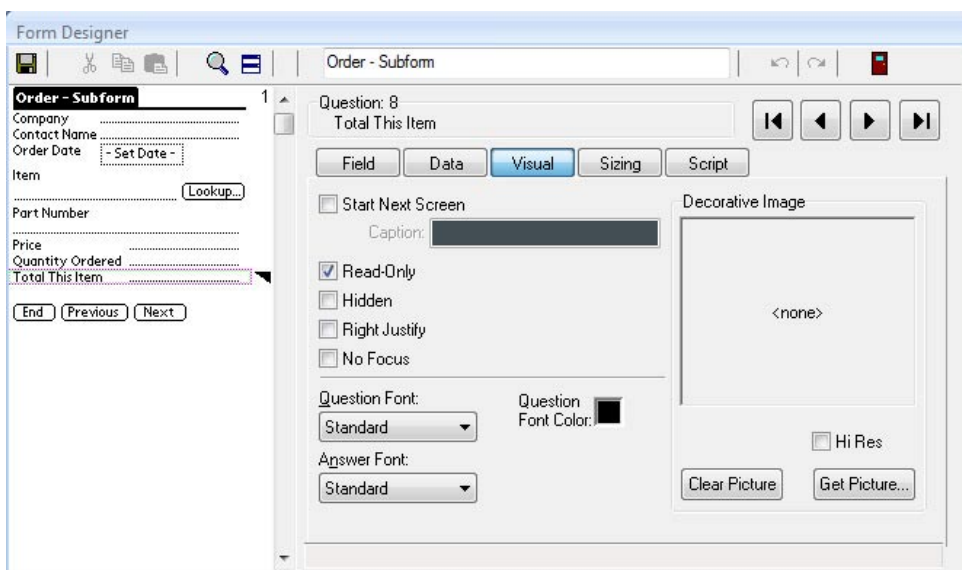 Form Designer
Order - Subform
Order - Subform 1
Company
Contact Name
Order Date - Set Date -
Item
Lookup...
Part Number
Price
Quantity Ordered
Total This Item
End Previous Next
Question: 8
Total This Item
Field Data Visual Sizing Script
Start Next Screen
Caption:
Read-Only
Hidden
Right Justify
No Focus
Question Font:
Standard
Question
Font Color:
Answer Font:
Standard
Decorative Image
<none>
Hi Res
Clear Picture Get Picture...